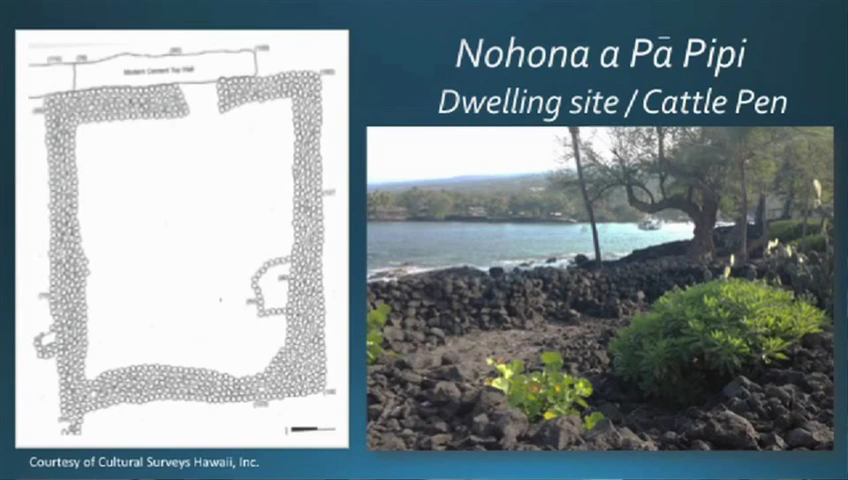 Nohona a Pā Pipi
Dwelling site / Cattle Pen
Modern Cement Top Wall
Courtesy of Cultural Surveys Hawaii, Inc.